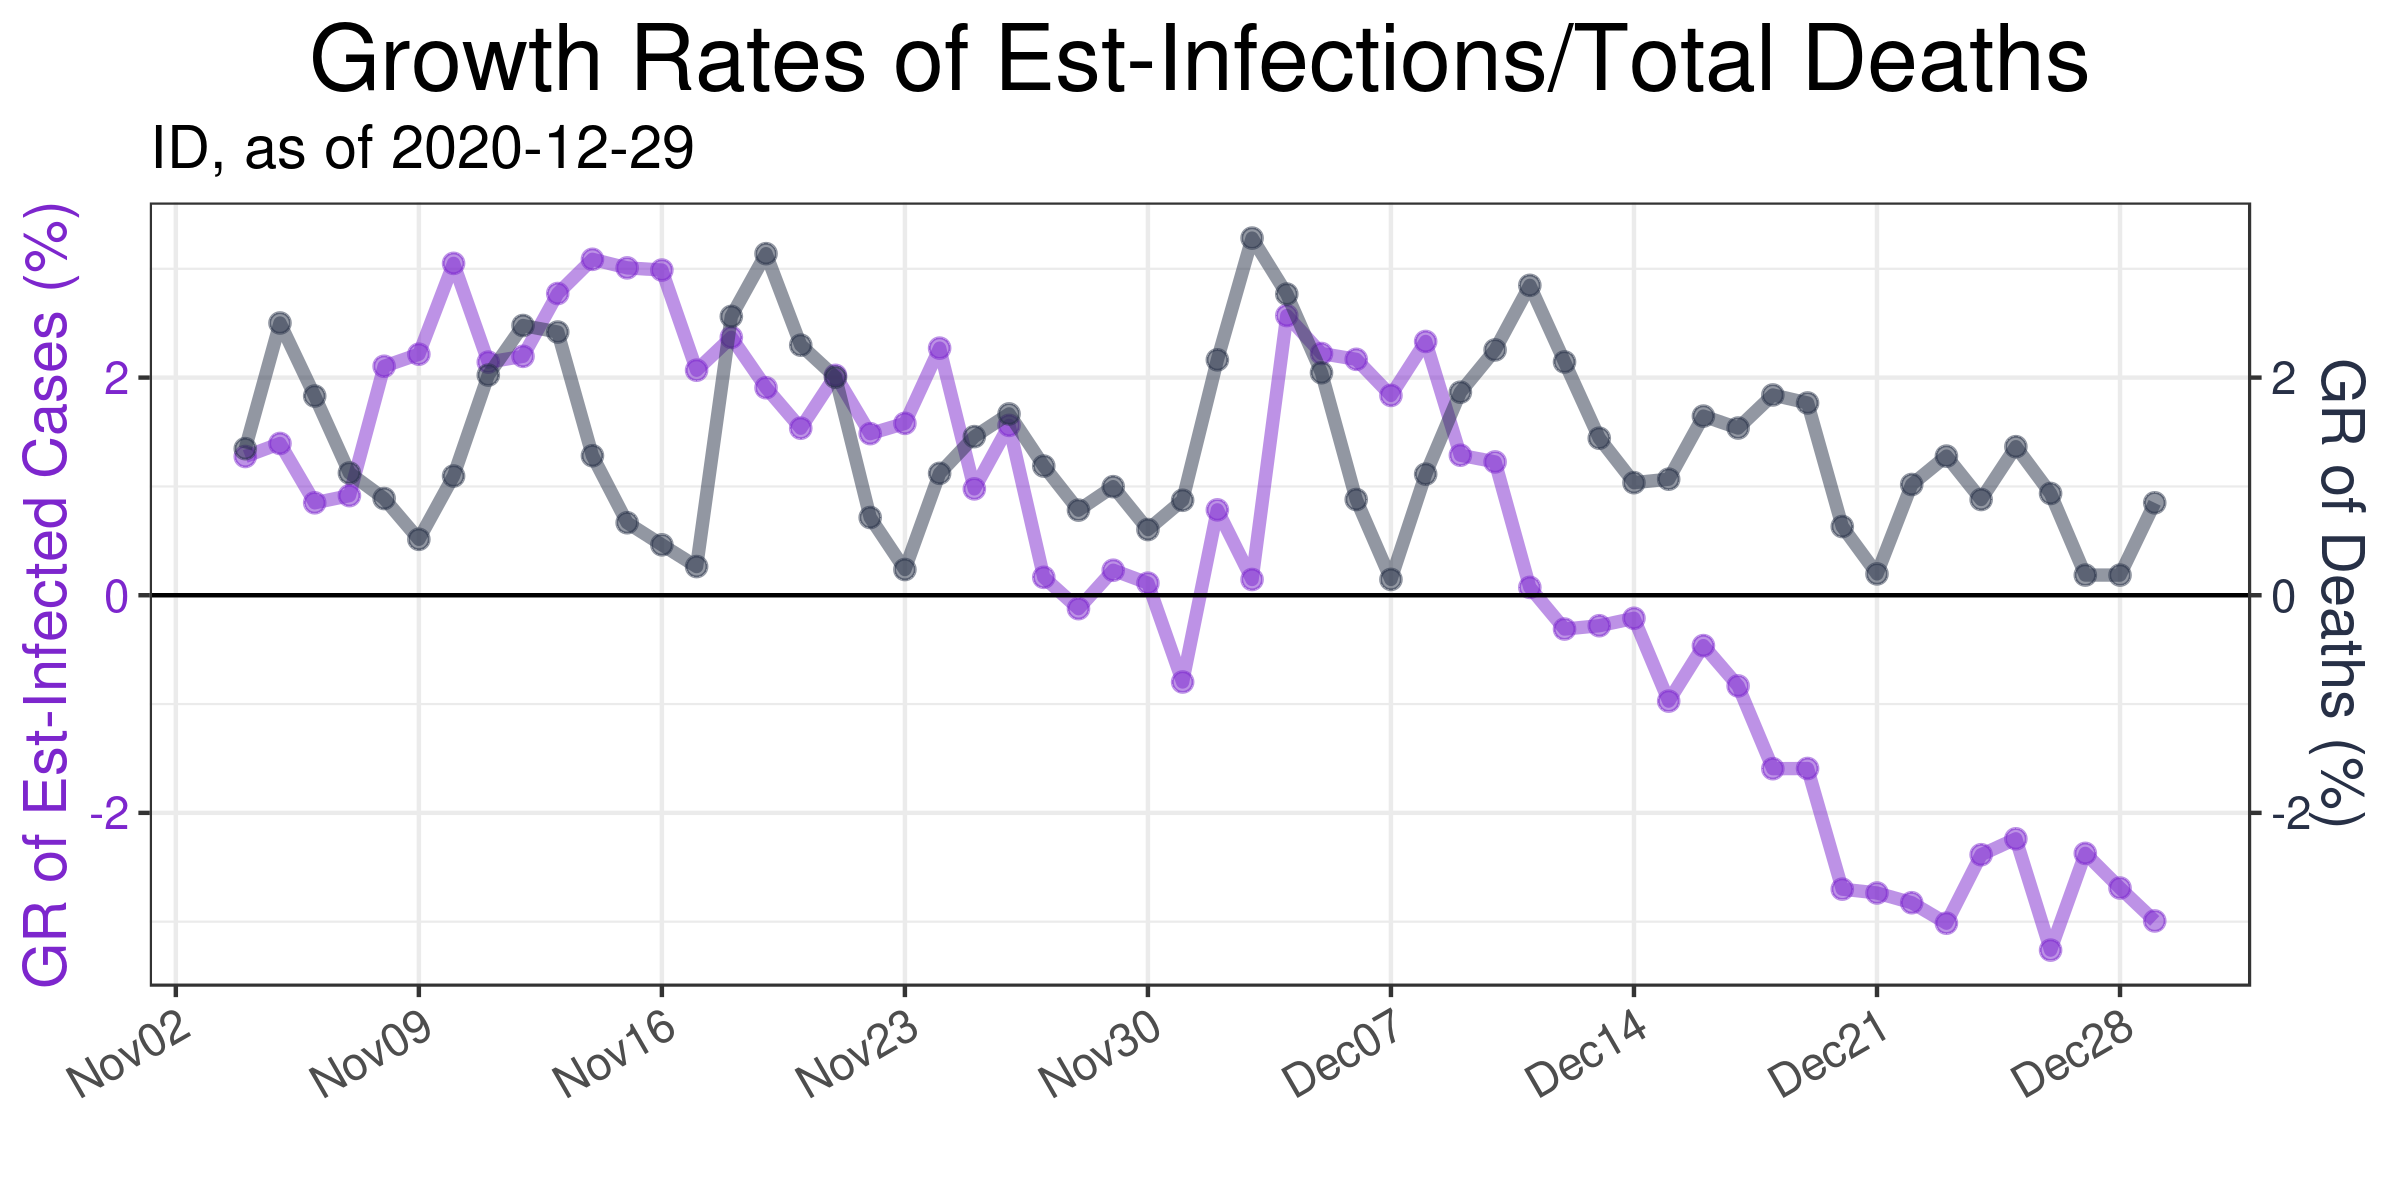 Growth Rates of Est-Infections/Total Deaths
ID, as of 2020-12-29
GR of Est-Infected Cases (%)
2
0
-2
2
0
-2
GR of Deaths (%)
Nov02
Nov09
Nov16
Nov23
Nov30
Dec07
Dec14
Dec21
Dec28